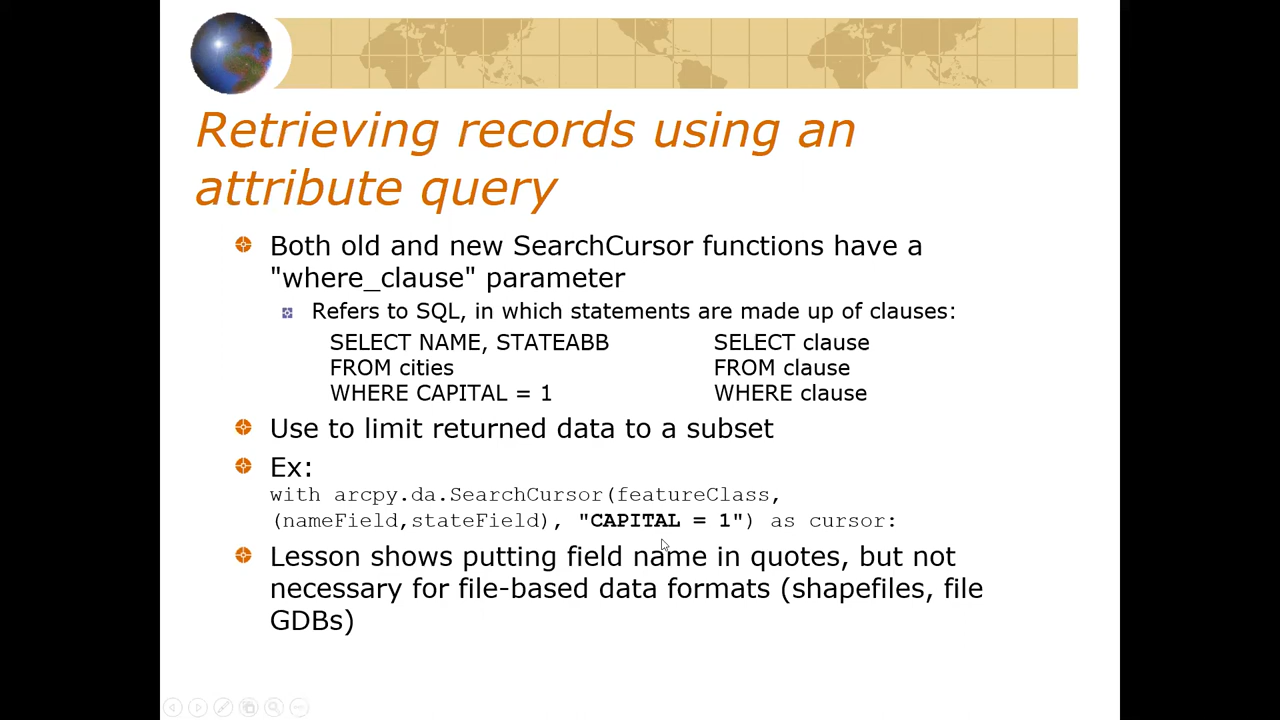 Retrieving records using an
attribute query
Both old and new SearchCursor functions have a
"where_clause" parameter
Refers to SQL, in which statements are made up of clauses:
SELECT NAME, STATEABB SELECT clause
FROM cities FROM clause
WHERE CAPITAL = 1 WHERE clause
Use to limit returned data to a subset
Ex:
with arcpy.da.SearchCursor(featureClass,
(nameField,stateField), "CAPITAL = 1") as cursor:
Lesson shows putting field name in quotes, but not
necessary for file-based data formats (shapefiles, file
GDBs)